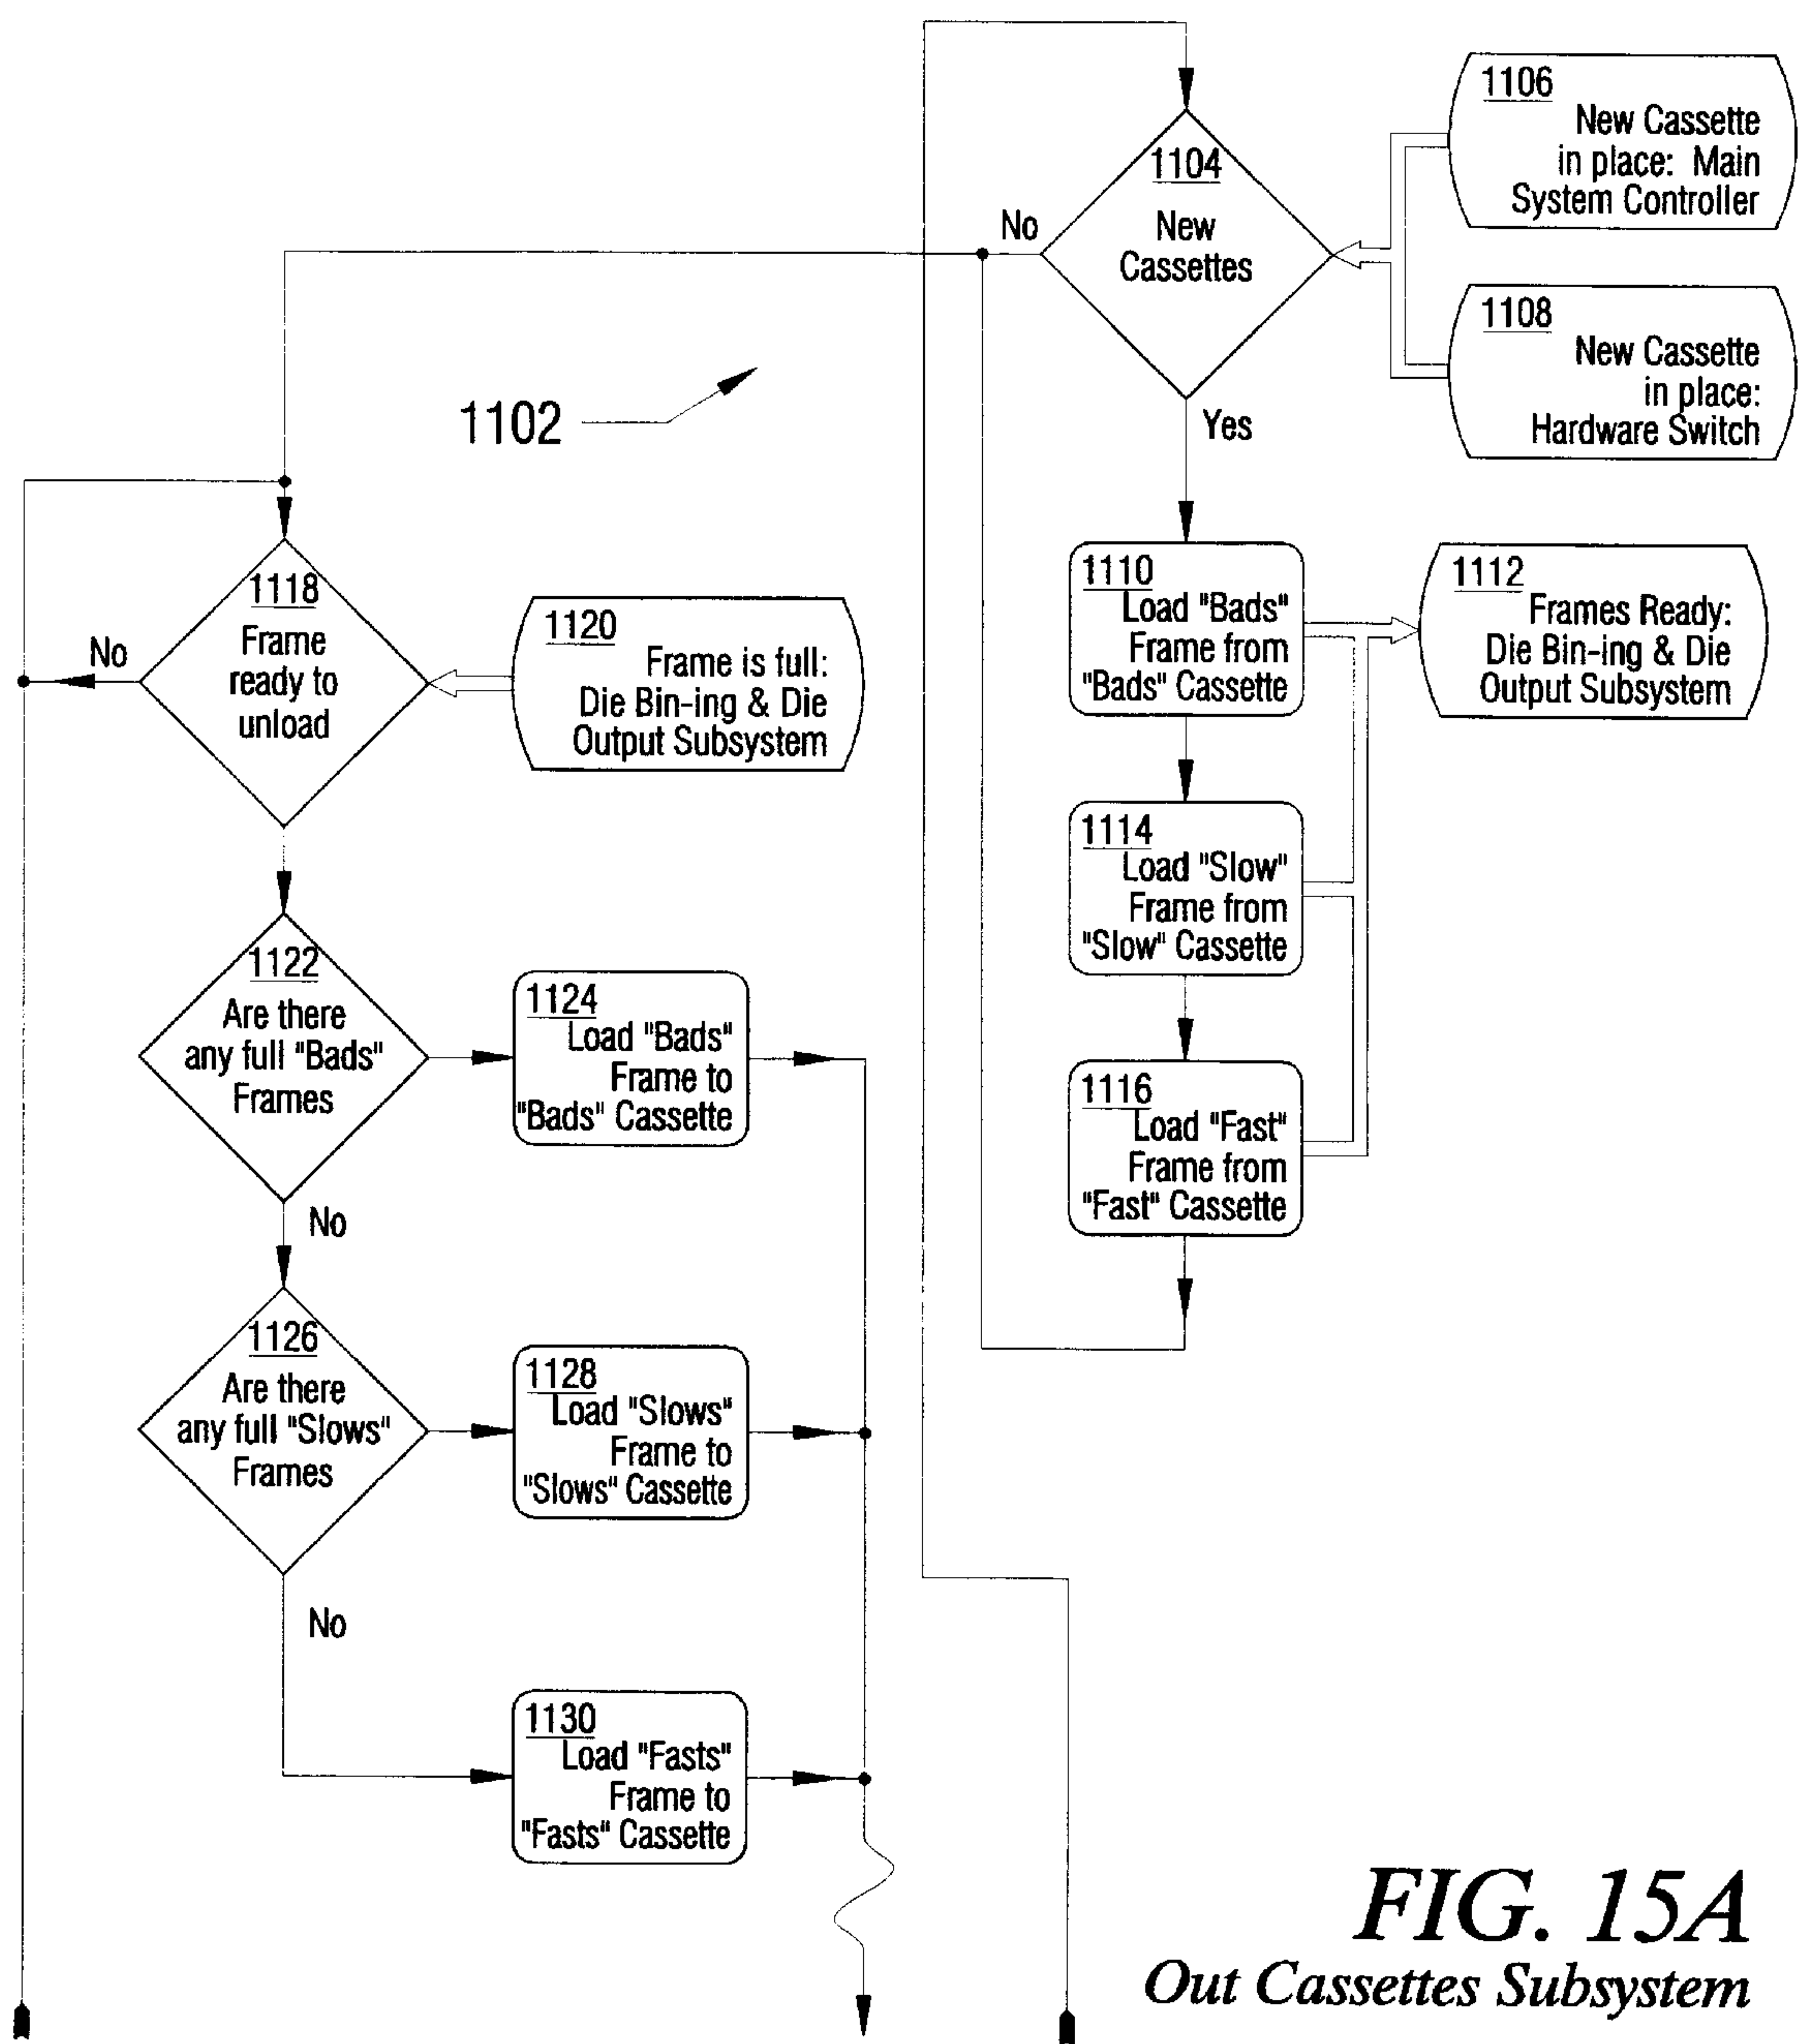 1104
New
Cassettes
No
Yes
1106
New Cassette
in place: Main
System Controller
1108
New Cassette
in place:
Hardware Switch
1102
1110
Load "Bads"
Frame from
"Bads" Cassette
1112
Frames Ready:
Die Bin-ing & Die
Output Subsystem
1114
Load "Slow"
Frame from
"Slow" Cassette
1116
Load "Fast"
Frame from
"Fast" Cassette
1118
Frame
ready to
unload
No
1120
Frame is full:
Die Bin-ing & Die
Output Subsystem
1122
Are there
any full "Bads"
Frames
No
1124
Load "Bads"
Frame to
"Bads" Cassette
1126
Are there
any full "Slows"
Frames
No
1128
Load "Slows"
Frame to
"Slows" Cassette
1130
Load "Fasts"
Frame to
"Fasts" Cassette
FIG. 15A
Out Cassettes Subsystem